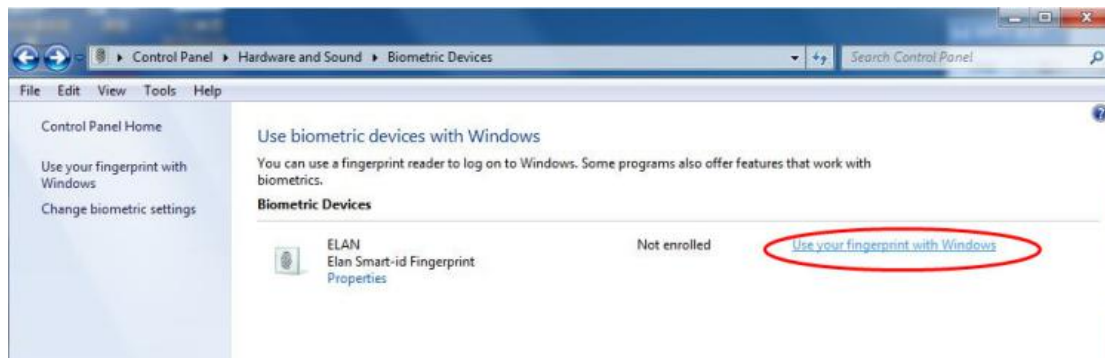 Control Panel Hardware and Sound Biometric Devices
Search Control Panel
File Edit View Tools Help
Control Panel Home
Use your fingerprint with
Windows
Change biometric settings
Use biometric devices with Windows
You can use a fingerprint reader to log on to Windows. Some programs also offer features that work with
biometrics.
Biometric Devices
ELAN Not enrolled Use your fingerprint with Windows
Elan Smart-id Fingerprint
Properties